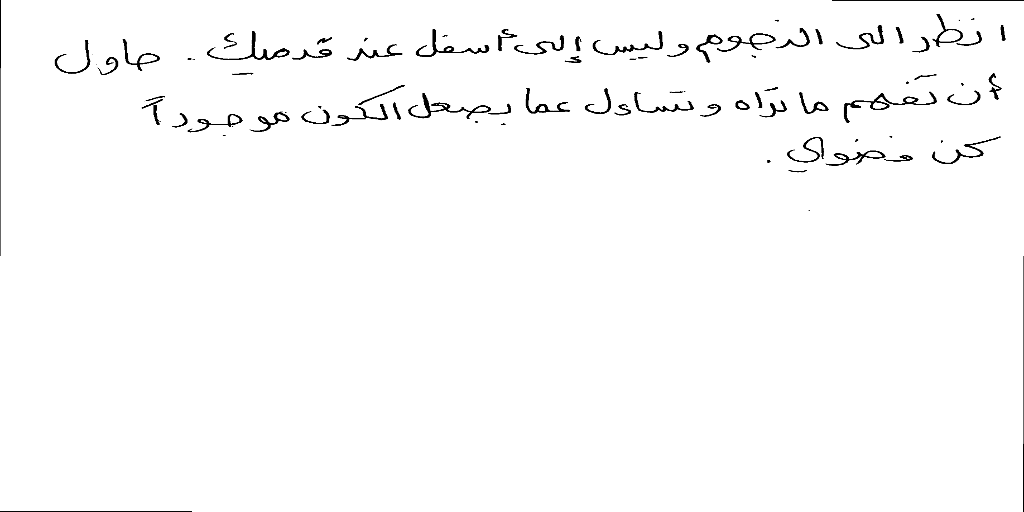 انظر الى النجوم وليس إلى أسفل عند قدميك. حاول
أن تفهم ما تراه وتتساءل عما يجعل الكون موجوداً
كن فضولي.